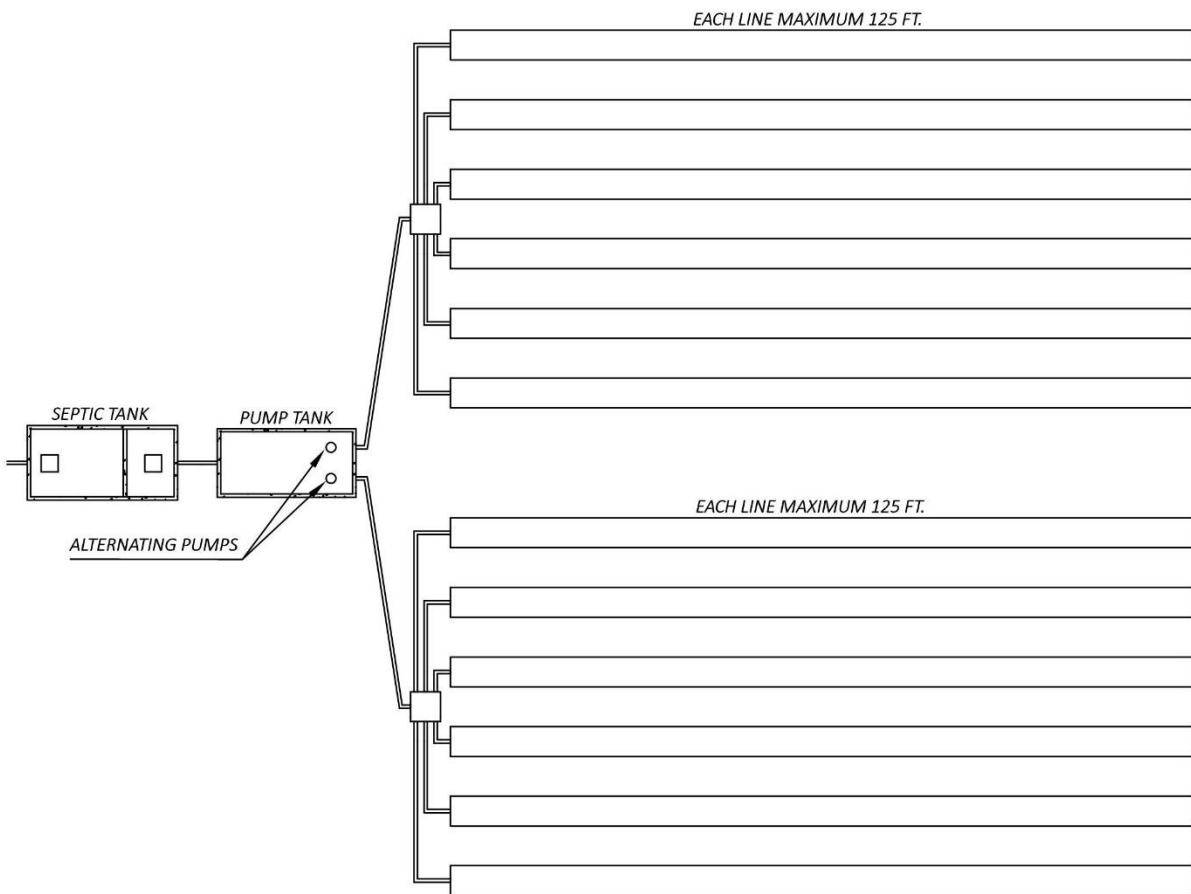 EACH LINE MAXIMUM 125 FT.
SEPTIC TANK
PUMP TANK
ALTERNATING PUMPS
EACH LINE MAXIMUM 125 FT.